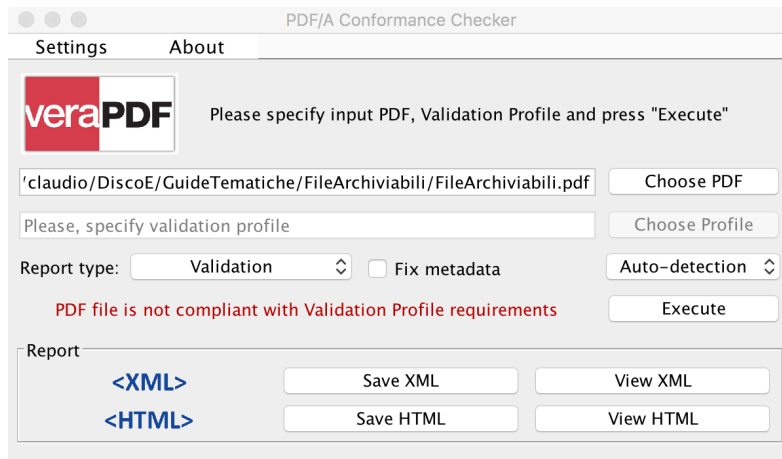 PDF/A Conformance Checker
Settings About
veraPDF Please specify input PDF, Validation Profile and press "Execute"
'claudio/DiscoE/GuideTematiche/FileArchiviabili/FileArchiviabili.pdf Choose PDF
Please, specify validation profile Choose Profile
Report type: Validation Fix metadata Auto-detection
PDF file is not compliant with Validation Profile requirements Execute
Report
<XML> Save XML View XML
<HTML> Save HTML View HTML